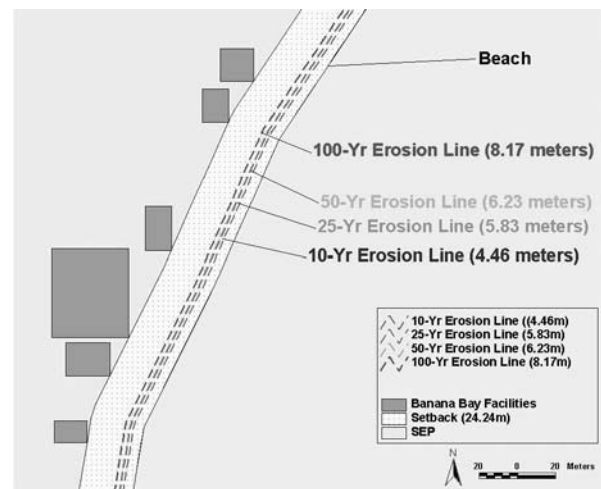 Beach
100-Yr Erosion Line (8.17 meters)
50-Yr Erosion Line (6.23 meters)
25-Yr Erosion Line (5.83 meters)
10-Yr Erosion Line (4.46 meters)
10-Yr Erosion Line ((4.46m)
25-Yr Erosion Line (5.83m)
50-Yr Erosion Line (6.23m)
100-Yr Erosion Line (8.17m)
Banana Bay Facilities
Setback (24.24m)
SEP
N
20 0 20 Meters